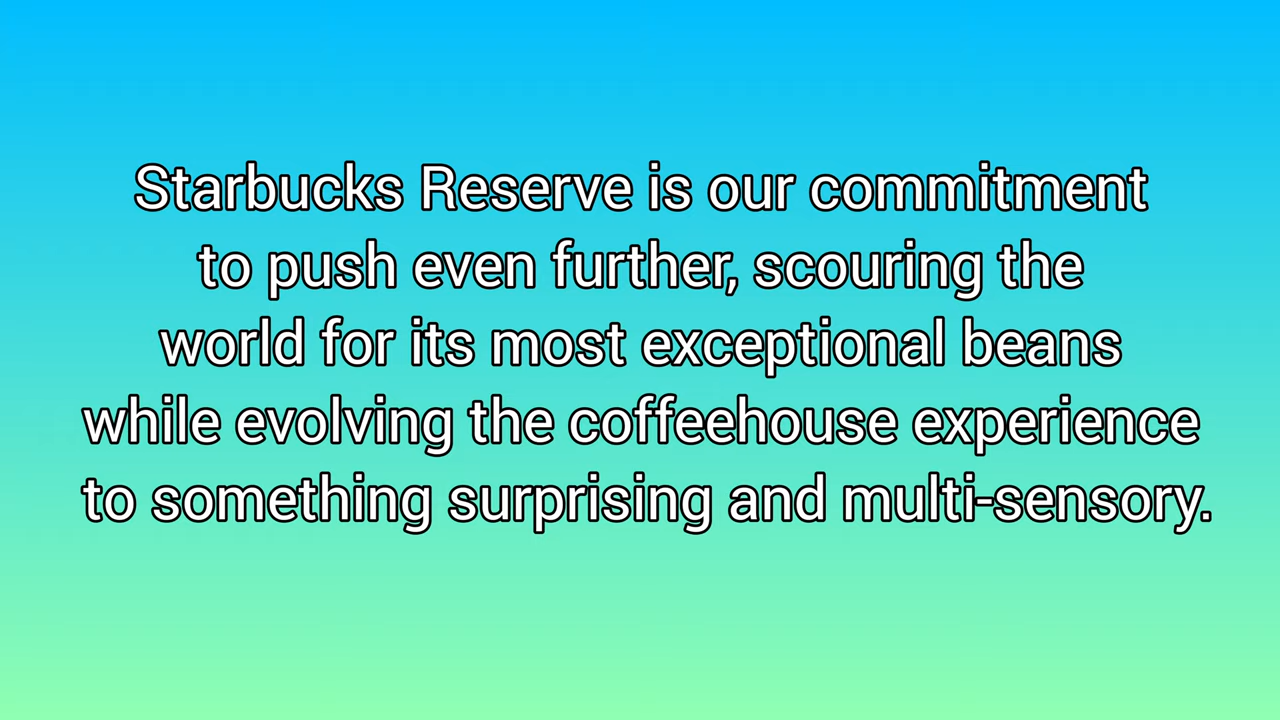 Starbucks Reserve is our commitment
to push even further, scouring the
world for its most exceptional beans
while evolving the coffeehouse experience
to something surprising and multi-sensory.